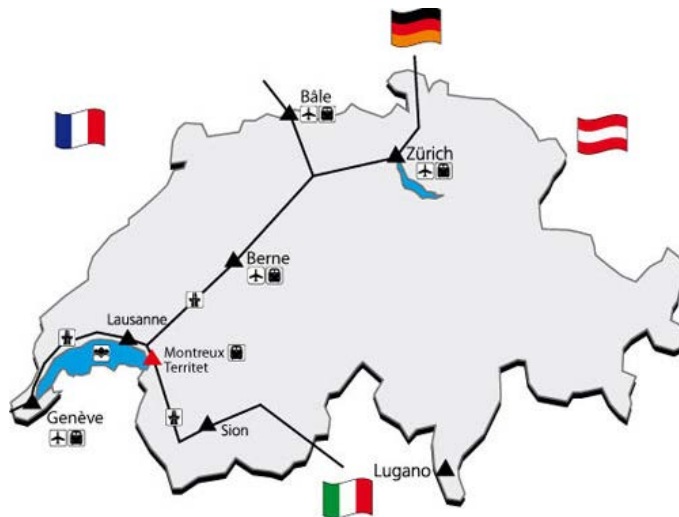 Bâle
Zürich
Berne
Lausanne
Montreux
Territet
Genève
Sion
Lugano